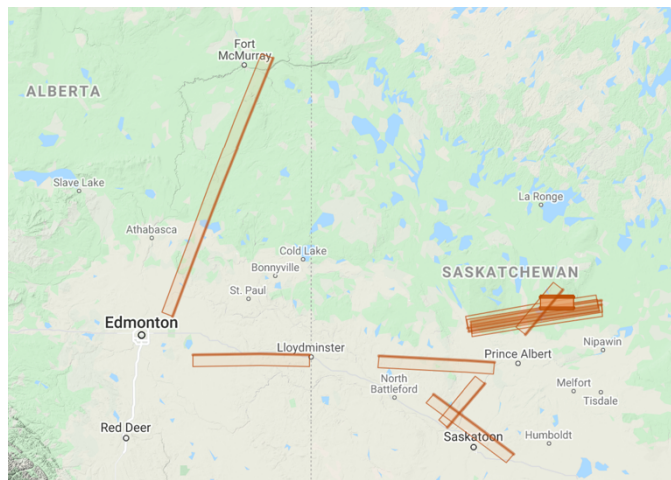 Fort
McMurray
ALBERTA
Slave Lake
La Ronge
Athabasca
Cold Lake
Bonnyville
SASKATCHEWAN
St. Paul
Edmonton
Nipawin
Lloydminster
Prince Albert
North
Battleford
Melfort
Tisdale
Red Deer
Saskatoon
Humboldt